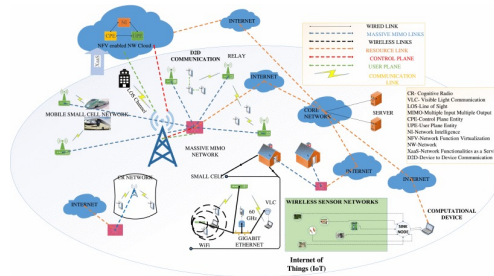 INTERNET
NI
CPE
UPE
NFV enabled NW Cloud
XaaS
LOS Channel
D2D
COMMUNICATION
RELAY
INTERNET
MOBILE SMALL CELL NETWORK
MASSIVE MIMO
NETWORK
CORE
NETWORK
SERVER
WIRED LINK
MASSIVE MIMO LINKS
WIRELESS LINKS
RESOURCE LINK
CONTROL PLANE
USER PLANE
COMMUNICATION
LINK
CR- Cognitive Radio
VLC- Visible Light Communication
LOS-Line of Sight
MIMO-Multiple Input Multiple Output
CPE-Control Plane Entity
UPE-User Plane Entity
NI-Network Intelligence
NFV-Network Function Virtualization
NW-Network
XaaS-Network Functionalities as a Serv
D2D-Device to Device Communication
SMALL CELL
INTERNET
INTERNET
CR NETWORK
INTERNET
60
GHz
VLC
WiFi
GIGABIT
ETHERNET
WIRELESS SENSOR NETWORKS
SINK
NODE
COMPUTATIONAL
DEVICE
Internet of
Things (IoT)